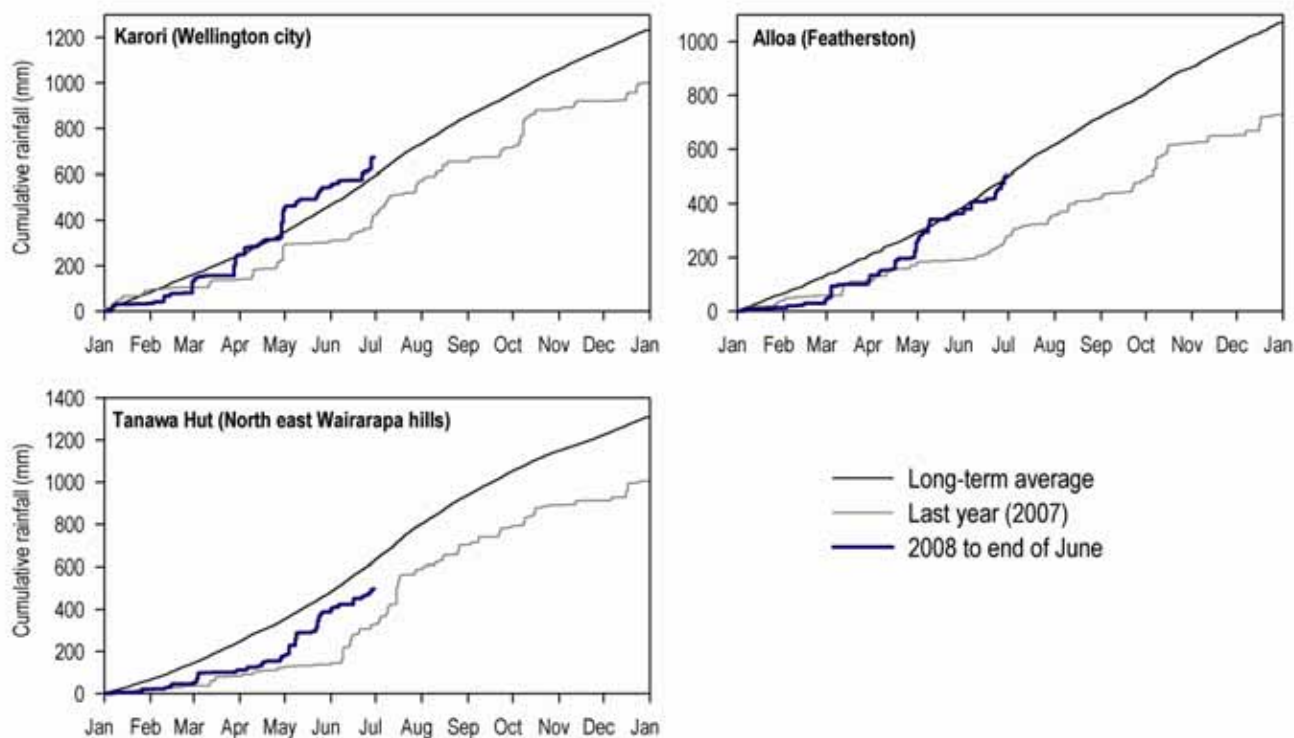 Karori (Wellington city)
Cumulative rainfall (mm)
1200
1000
800
600
400
200
0
Jan Feb Mar Apr May Jun Jul Aug Sep Oct Nov Dec Jan
Alloa (Featherston)
1000
800
600
400
200
0
Jan Feb Mar Apr May Jun Jul Aug Sep Oct Nov Dec Jan
Tanawa Hut (North east Wairarapa hills)
Cumulative rainfall (mm)
1400
1200
1000
800
600
400
200
0
Jan Feb Mar Apr May Jun Jul Aug Sep Oct Nov Dec Jan
Long-term average
Last year (2007)
2008 to end of June